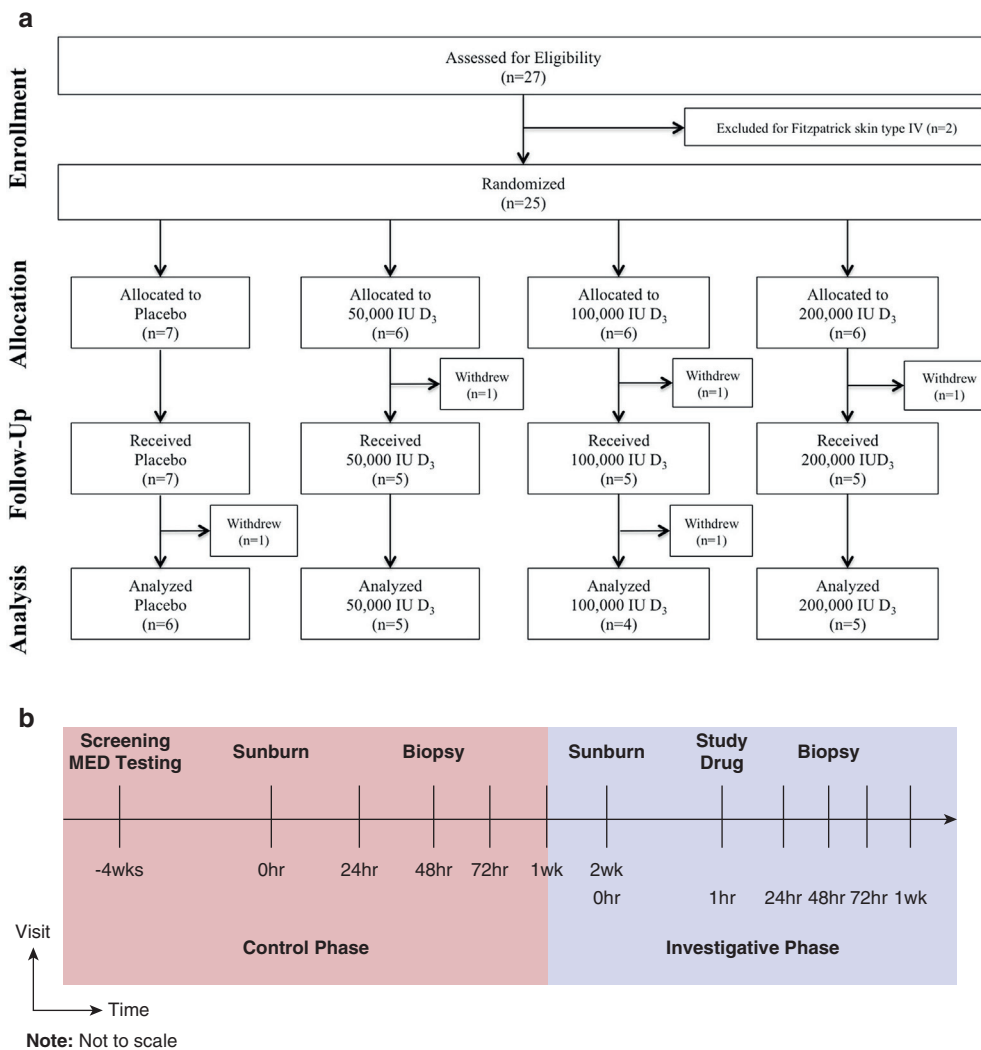 a
Enrollment
Assessed for Eligibility
(n=27)
Excluded for Fitzpatrick skin type IV (n=2)
Randomized
(n=25)
Allocation
Allocated to
Placebo
(n=7)
Allocated to
50,000 IU D₃
(n=6)
Allocated to
100,000 IU D₃
(n=6)
Allocated to
200,000 IU D₃
(n=6)
Withdrew
(n=1)
Withdrew
(n=1)
Withdrew
(n=1)
Follow-Up
Received
Placebo
(n=7)
Received
50,000 IU D₃
(n=5)
Received
100,000 IU D₃
(n=5)
Received
200,000 IUD₃
(n=5)
Withdrew
(n=1)
Withdrew
(n=1)
Analysis
Analyzed
Placebo
(n=6)
Analyzed
50,000 IU D₃
(n=5)
Analyzed
100,000 IU D₃
(n=4)
Analyzed
200,000 IU D₃
(n=5)
b
Screening
MED Testing
Sunburn
Biopsy
Sunburn
Study
Drug
Biopsy
-4wks 0hr 24hr 48hr 72hr 1wk 2wk
0hr 1hr 24hr 48hr 72hr 1wk
Control Phase
Investigative Phase
Visit
Time
Note: Not to scale